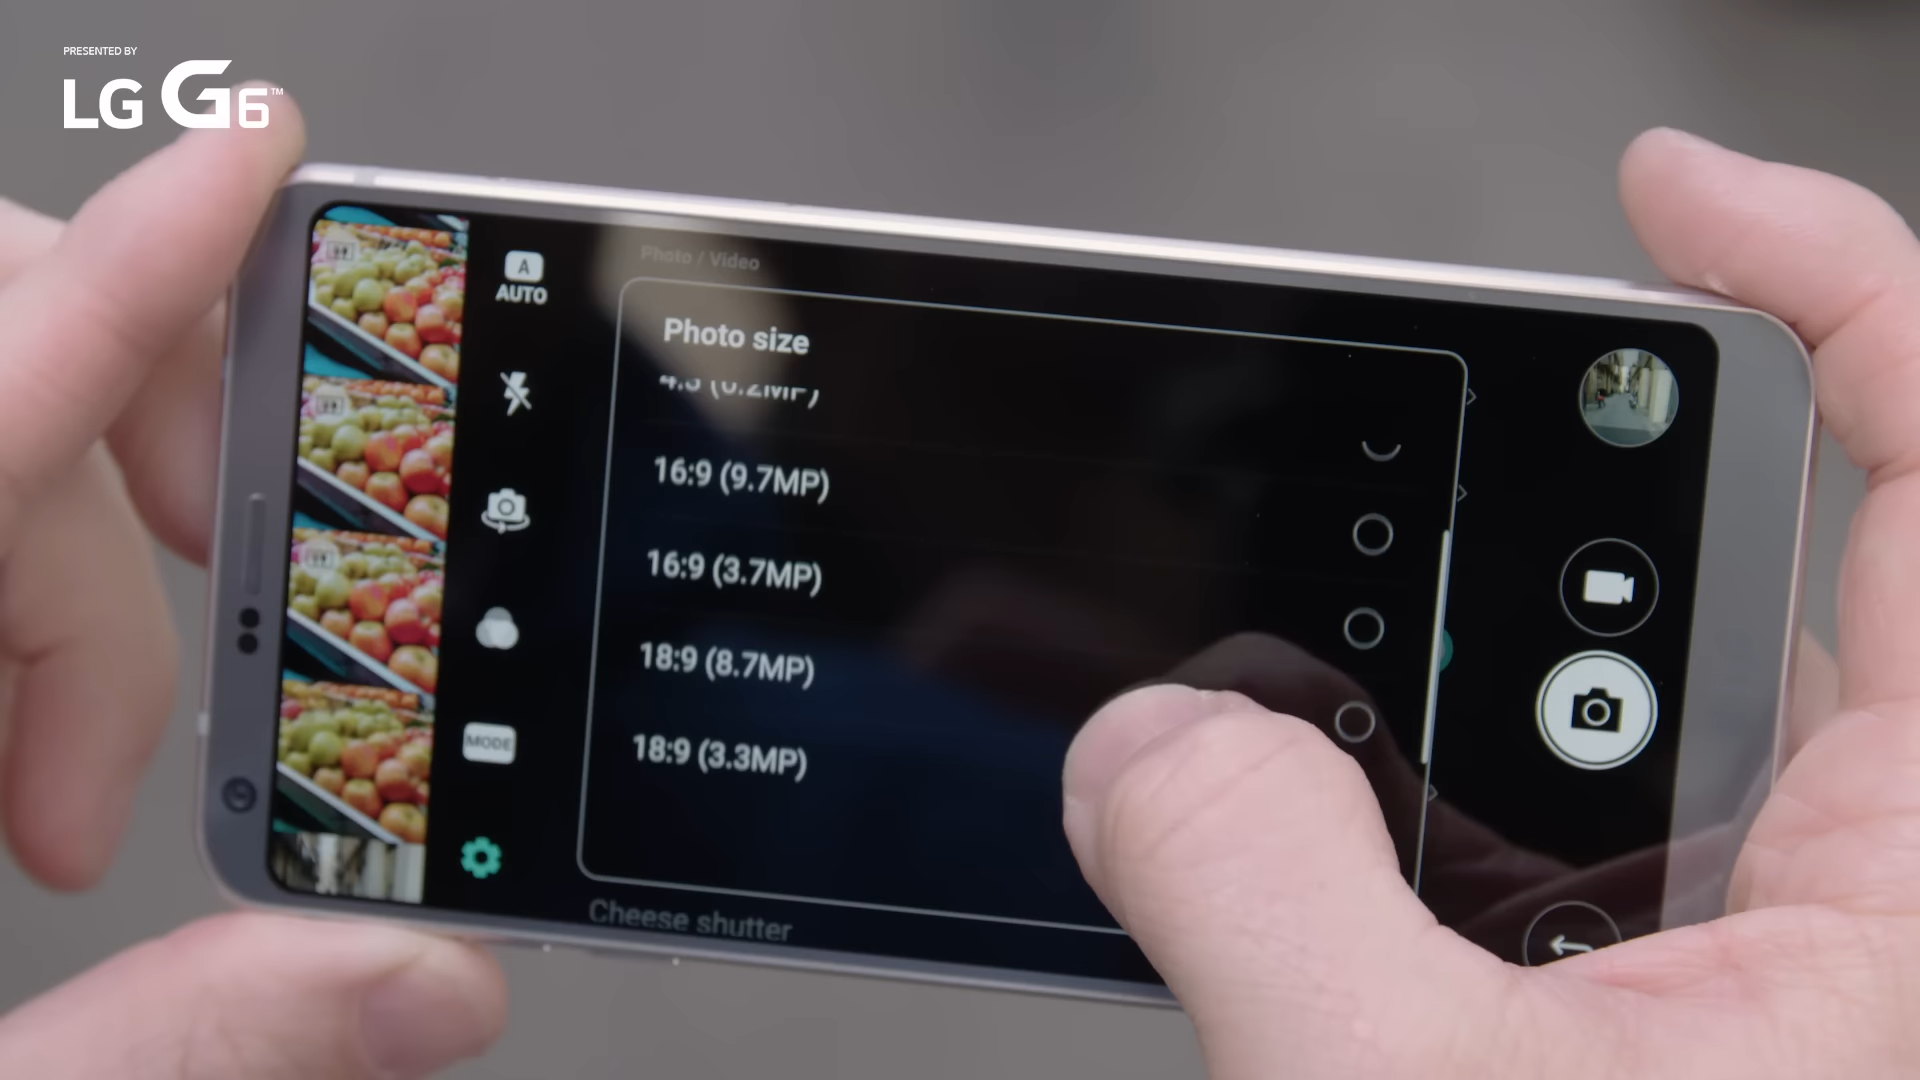 PRESENTED BY
LG G6™
A
AUTO
Photo / Video
Photo size
16:9 (9.7MP)
16:9 (3.7MP)
18:9 (8.7MP)
18:9 (3.3MP)
MODE
Cheese shutter